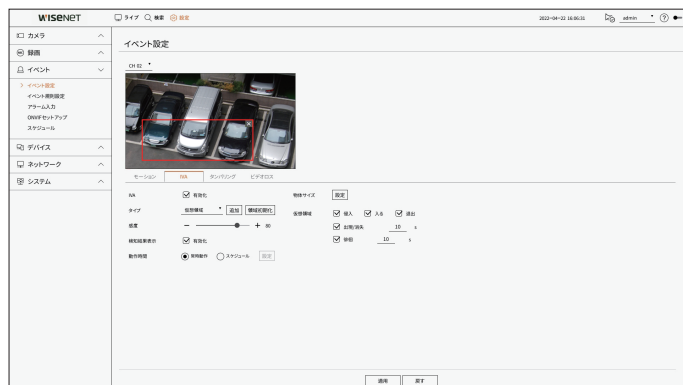 WISENET
ライブ 検索 設定
2022-04-22 16:06:31
admin
カメラ
録画
イベント
イベント設定
イベント規則設定
アラーム入力
ONVIFセットアップ
スケジュール
デバイス
ネットワーク
システム
イベント設定
CH 02
モーション IVA タンパリング ビデオロス
IVA 有効化
タイプ 仮想領域 追加 領域初期化
感度 80
検知結果表示 有効化
動作時間 常時動作 スケジュール 設定
物体サイズ 設定
仮想領域 侵入 入る 退出
出現/消失 10 s
徘徊 10 s
適用 戻す